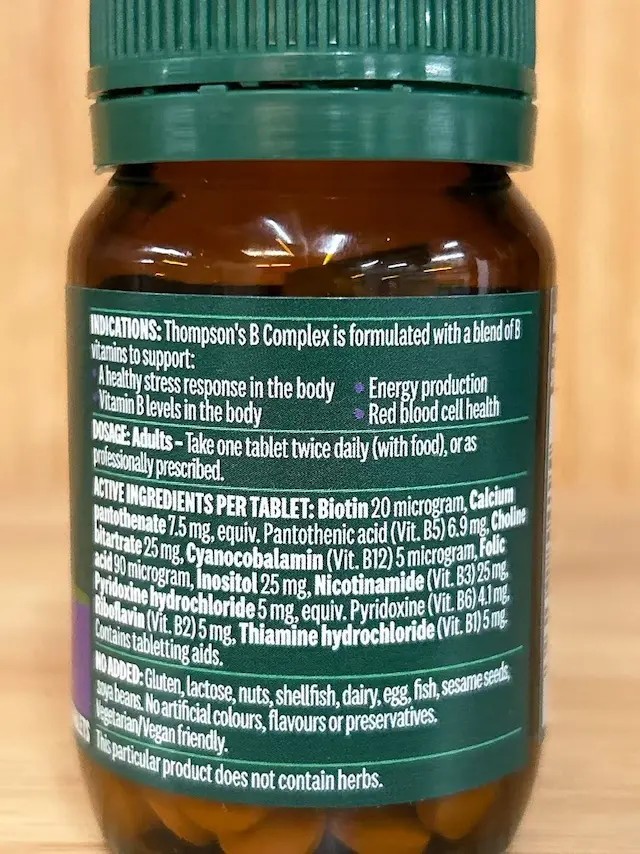 INDICATIONS: Thompson's B Complex is formulated with a blend of B
vitamins to support:
• A healthy stress response in the body • Energy production
• Vitamin B levels in the body • Red blood cell health
DOSAGE: Adults – Take one tablet twice daily (with food), or as
professionally prescribed.
ACTIVE INGREDIENTS PER TABLET: Biotin 20 microgram, Calcium
pantothenate 7.5 mg, equiv. Pantothenic acid (Vit. B5) 6.9 mg, Choline
bitartrate 25 mg, Cyanocobalamin (Vit. B12) 5 microgram, Folic
acid 90 microgram, Inositol 25 mg, Nicotinamide (Vit. B3) 25 mg,
Pyridoxine hydrochloride 5 mg, equiv. Pyridoxine (Vit. B6) 4.1 mg,
Riboflavin (Vit. B2) 5 mg, Thiamine hydrochloride (Vit. B1) 5 mg.
Contains tabletting aids.
NO ADDED: Gluten, lactose, nuts, shellfish, dairy, egg, fish, sesame seeds,
soya beans. No artificial colours, flavours or preservatives.
Vegetarian/Vegan friendly.
This particular product does not contain herbs.